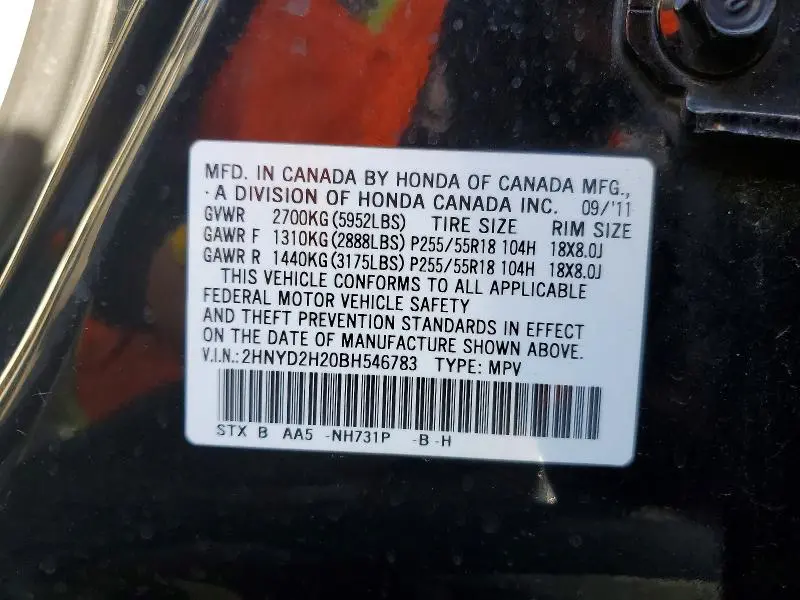 MFD. IN CANADA BY HONDA OF CANADA MFG.,
A DIVISION OF HONDA CANADA INC. 09/'11
GVWR 2700KG(5952LBS) TIRE SIZE RIM SIZE
GAWR F 1310KG(2888LBS) P255/55R18 104H 18X8.0J
GAWR R 1440KG(3175LBS) P255/55R18 104H 18X8.0J
THIS VEHICLE CONFORMS TO ALL APPLICABLE
FEDERAL MOTOR VEHICLE SAFETY
AND THEFT PREVENTION STANDARDS IN EFFECT
ON THE DATE OF MANUFACTURE SHOWN ABOVE.
V.I.N.:2HNYD2H20BH546783 TYPE: MPV
STX B AA5 -NH731P -B -H